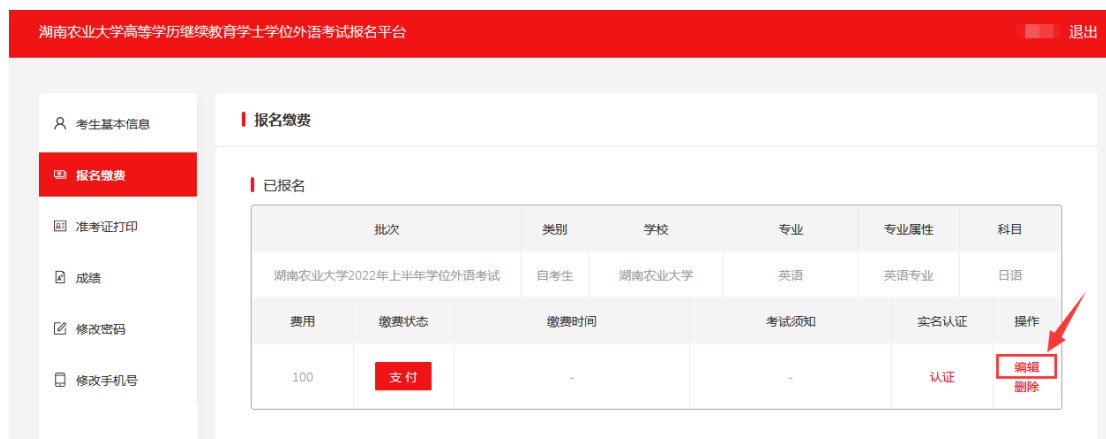 湖南农业大学高等学历继续教育学士学位外语考试报名平台 退出
考生基本信息
报名缴费
准考证打印
成绩
修改密码
修改手机号
报名缴费
已报名
批次 类别 学校 专业 专业属性 科目
湖南农业大学2022年上半年学位外语考试 自考生 湖南农业大学 英语 英语专业 日语
费用 缴费状态 缴费时间 考试须知 实名认证 操作
100 支付 - - 认证 编辑
删除